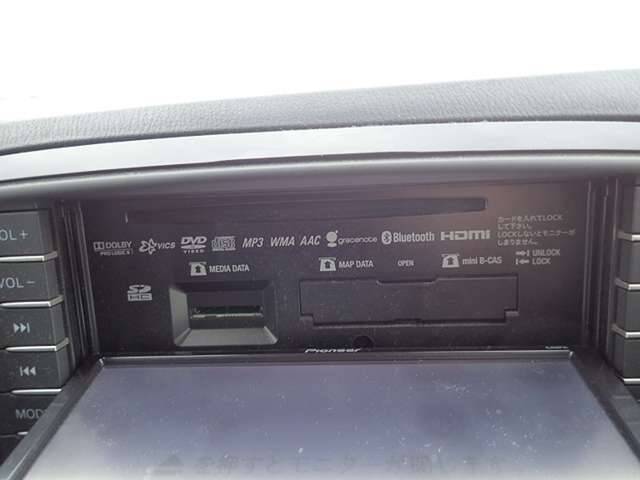 DOLBY
PRO LOGIC II
VICS
DVD
VIDEO
COMPACT
disc
MP3 WMA AAC
gracenote
Bluetooth
HDMI
カードを入れてLOCK
して下さい。
LOCKしないとモニターが
しまりません。
VOL +
MEDIA DATA
MAP DATA
OPEN
mini B-CAS
UNLOCK
LOCK
VOL −
SD
HC
Pioneer
MOD